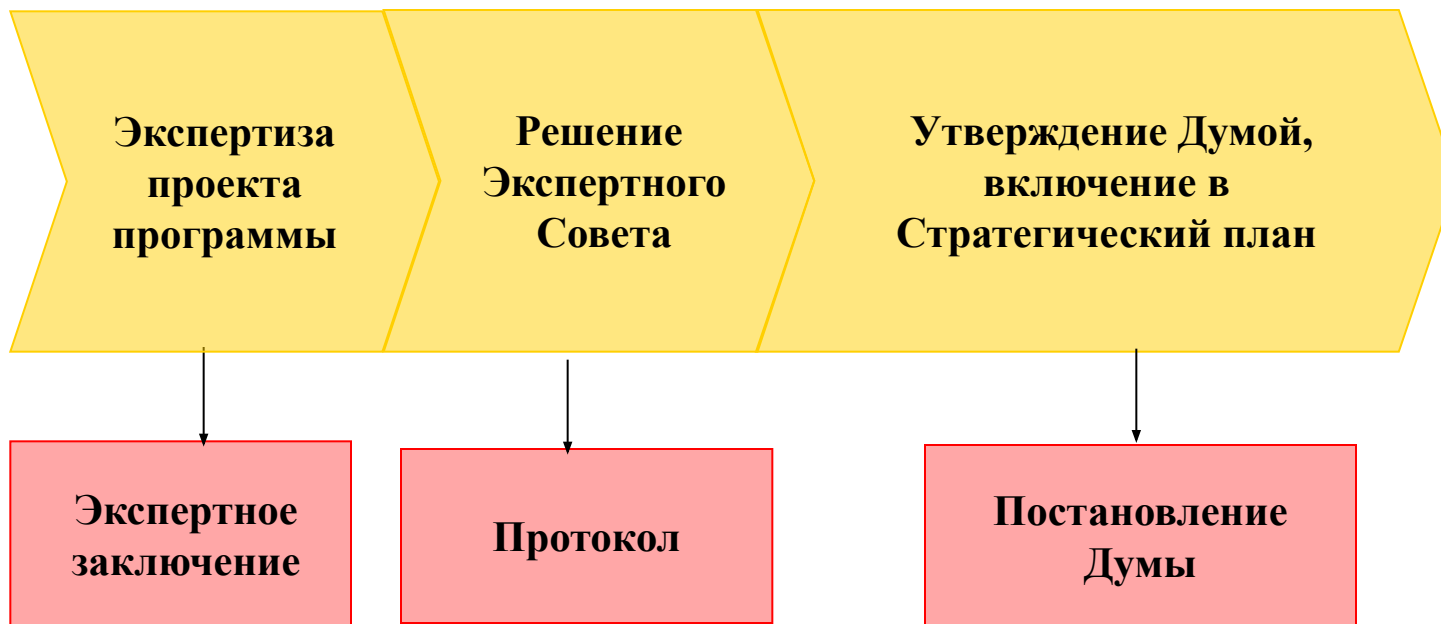 Экспертиза
проекта
программы
Решение
Экспертного
Совета
Утверждение Думой,
включение в
Стратегический план
Экспертное
заключение
Протокол
Постановление
Думы